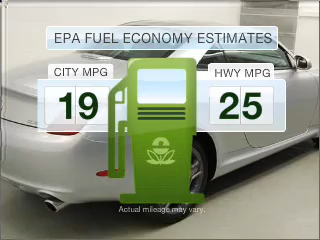 EPA FUEL ECONOMY ESTIMATES
CITY MPG
HWY MPG
19
25
Actual mileage may vary.